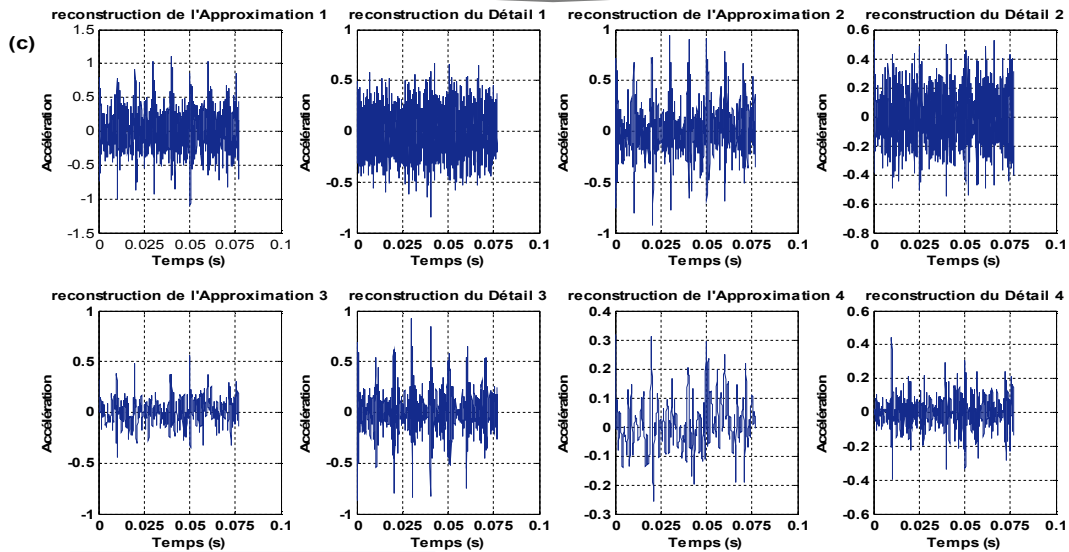 (c)
reconstruction de l'Approximation 1
1.5
1
0.5
0
-0.5
-1
-1.5
Accélération
0 0.025 0.05 0.075 0.1
Temps (s)
reconstruction du Détail 1
1
0.5
0
-0.5
-1
Accélération
0 0.025 0.05 0.075 0.1
Temps (s)
reconstruction de l'Approximation 2
1
0.5
0
-0.5
-1
Accélération
0 0.025 0.05 0.075 0.1
Temps (s)
reconstruction du Détail 2
0.6
0.4
0.2
0
-0.2
-0.4
-0.6
-0.8
Accélération
0 0.025 0.05 0.075 0.1
Temps (s)
reconstruction de l'Approximation 3
1
0.5
0
-0.5
-1
Accélération
0 0.025 0.05 0.075 0.1
Temps (s)
reconstruction du Détail 3
1
0.5
0
-0.5
-1
Accélération
0 0.025 0.05 0.075 0.1
Temps (s)
reconstruction de l'Approximation 4
0.4
0.3
0.2
0.1
0
-0.1
-0.2
-0.3
Accélération
0 0.025 0.05 0.075 0.1
Temps (s)
reconstruction du Détail 4
0.6
0.4
0.2
0
-0.2
-0.4
-0.6
Accélération
0 0.025 0.05 0.075 0.1
Temps (s)